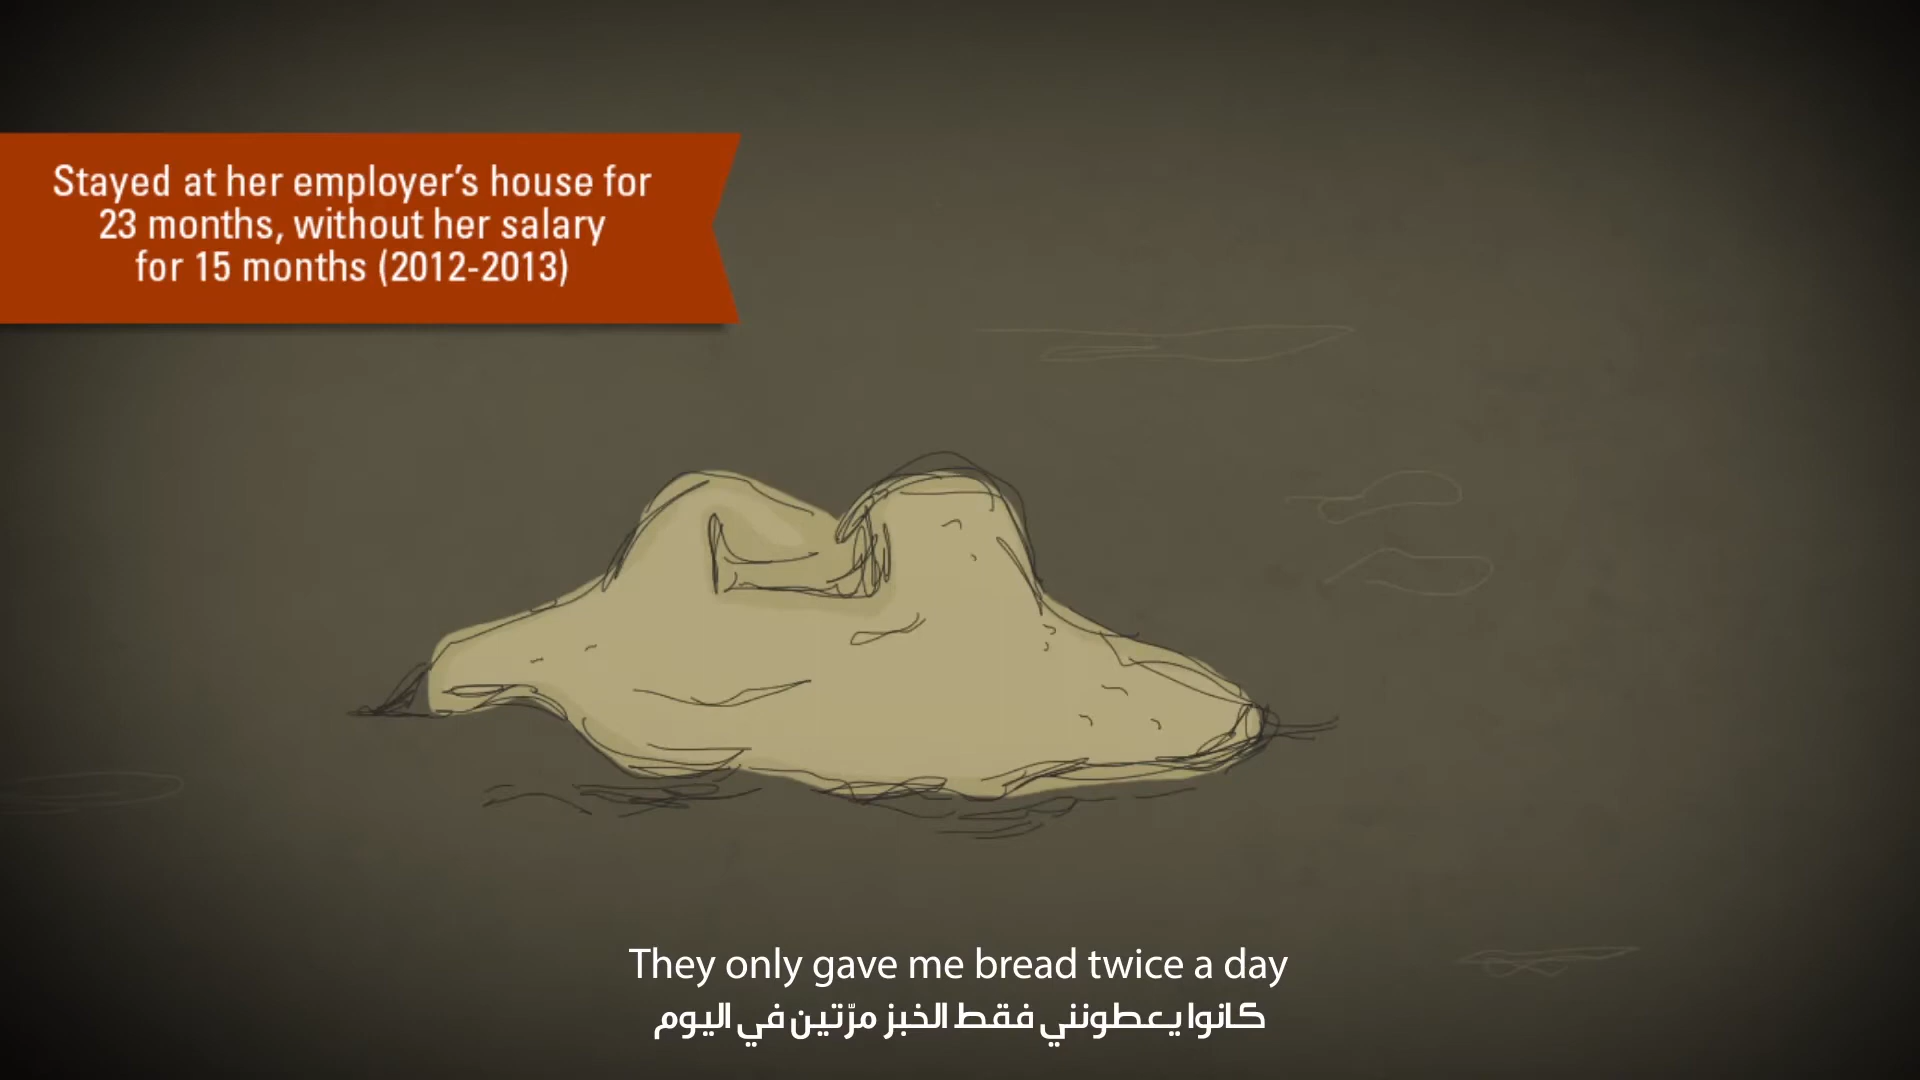 Stayed at her employer's house for
23 months, without her salary
for 15 months (2012-2013)
They only gave me bread twice a day
كانوا يعطونني فقط الخبز مرّتين في اليوم